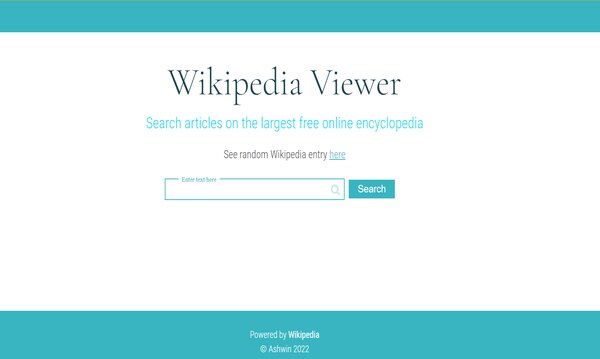 Wikipedia Viewer
Search articles on the largest free online encyclopedia
See random Wikipedia entry here
Enter text here
Search
Powered by Wikipedia
© Ashwin 2022